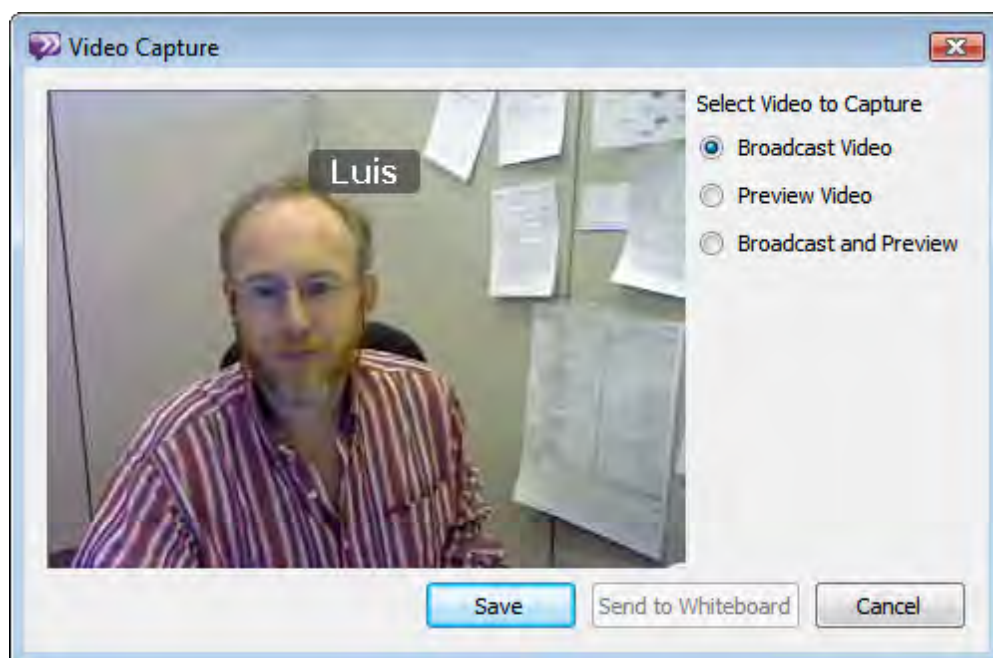 Video Capture
Select Video to Capture
Broadcast Video
Luis
Preview Video
Broadcast and Preview
Save
Send to Whiteboard
Cancel